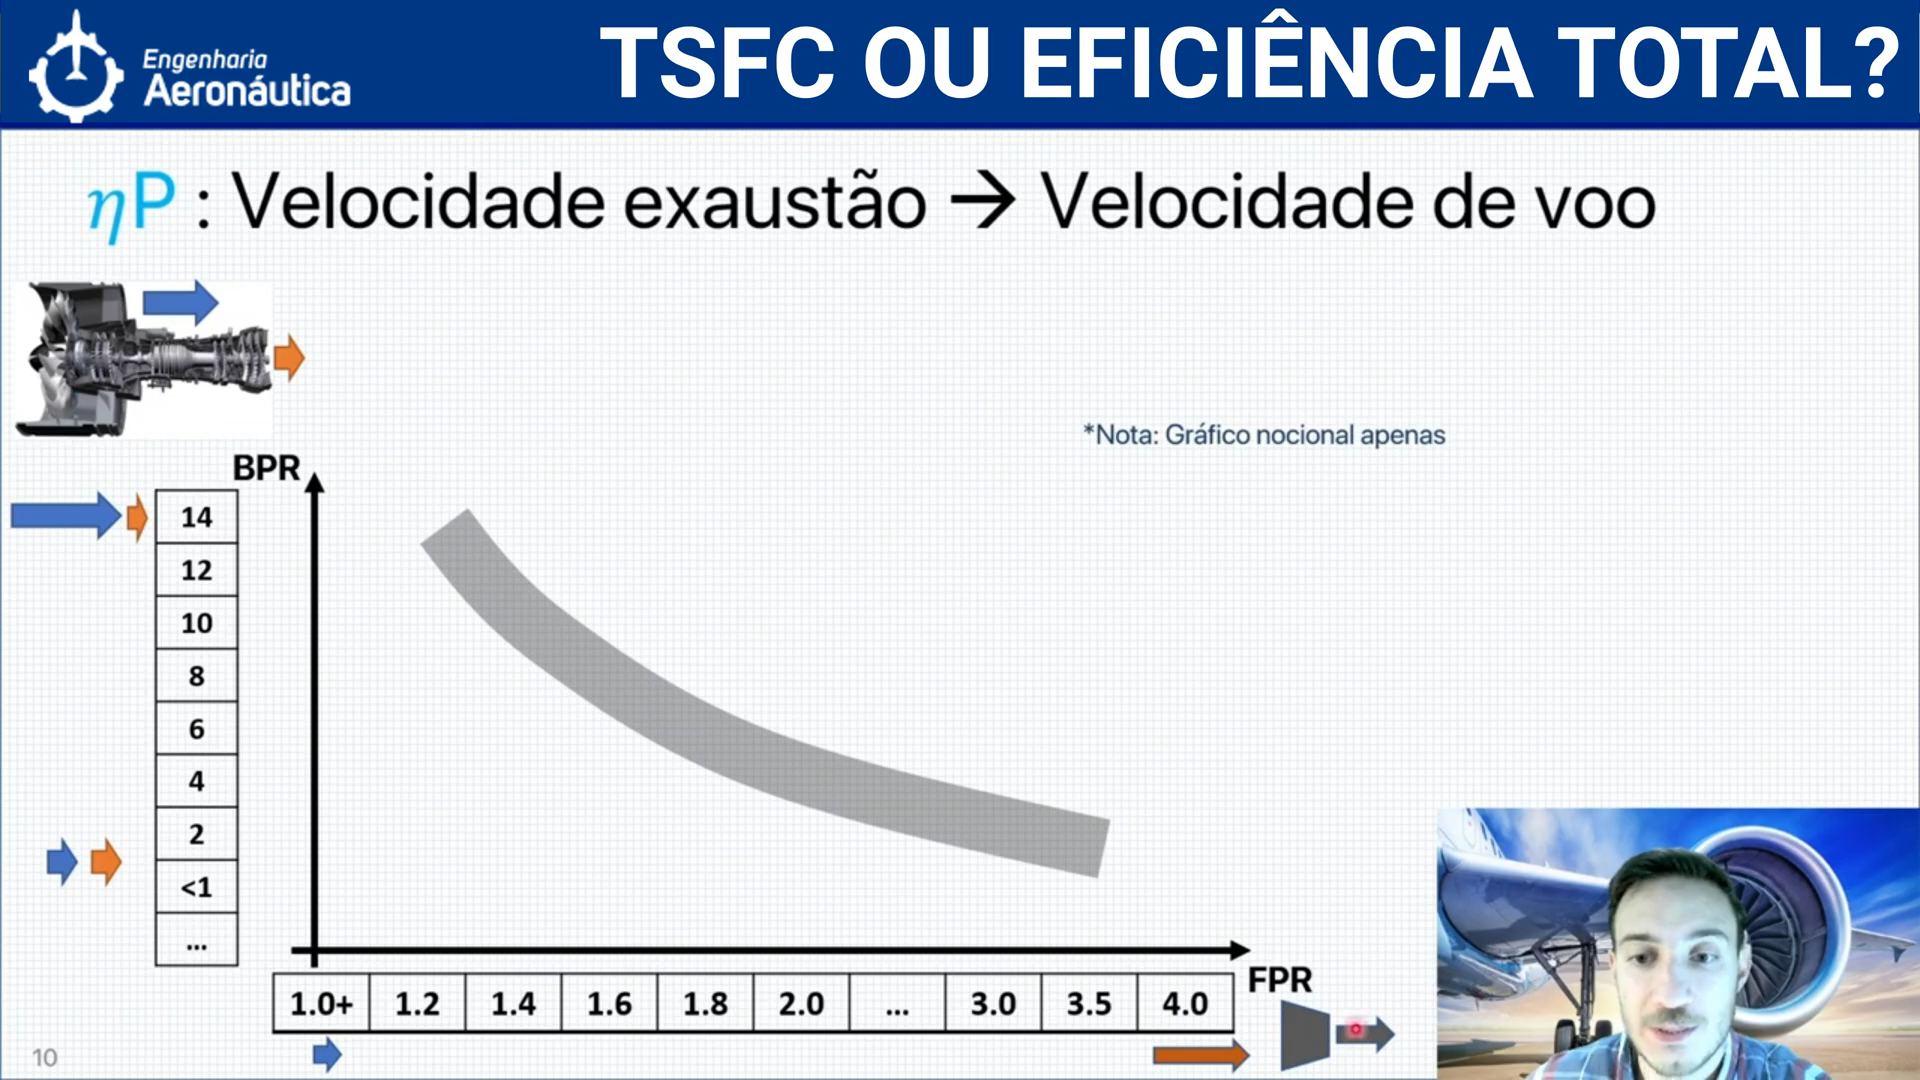 Engenharia
Aeronáutica
TSFC OU EFICIÊNCIA TOTAL?
ηP : Velocidade exaustão → Velocidade de voo
*Nota: Gráfico nocional apenas
BPR
14
12
10
8
6
4
2
<1
...
FPR
1.0+ 1.2 1.4 1.6 1.8 2.0 ... 3.0 3.5 4.0
10